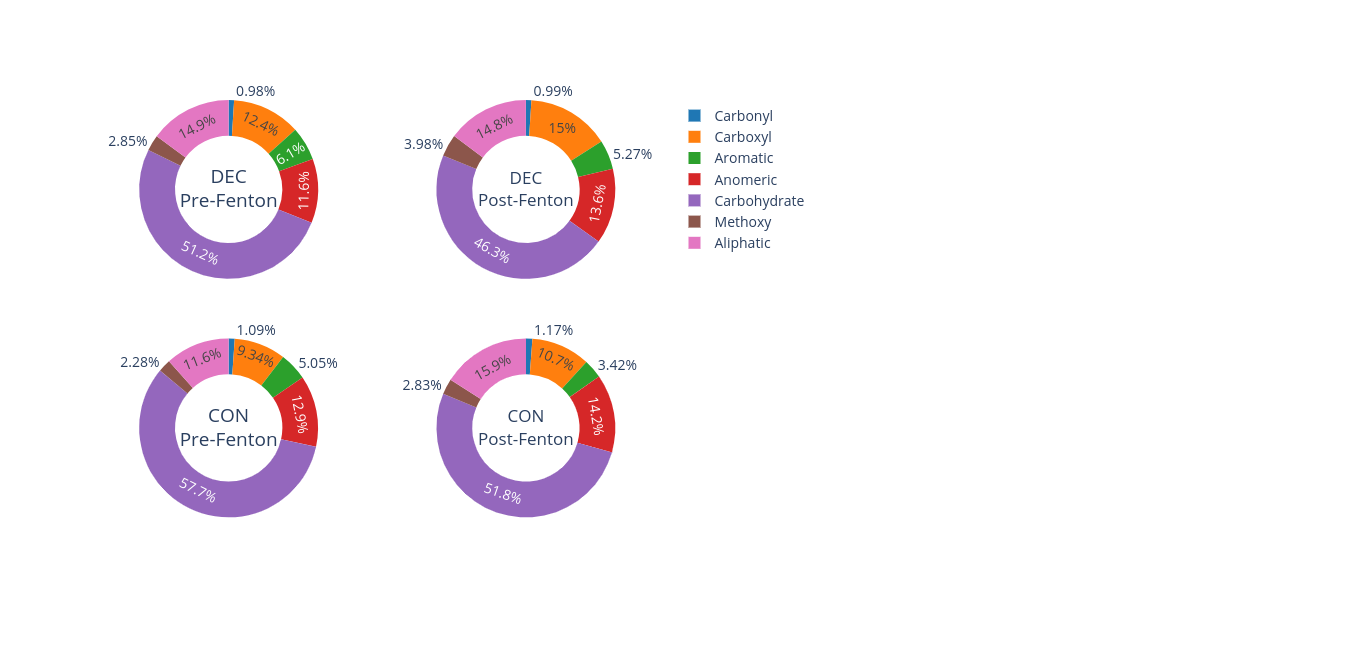 0.98%
12.4%
6.1%
11.6%
51.2%
2.85%
14.9%
DEC
Pre-Fenton
0.99%
15%
5.27%
13.6%
46.3%
3.98%
14.8%
DEC
Post-Fenton
Carbonyl
Carboxyl
Aromatic
Anomeric
Carbohydrate
Methoxy
Aliphatic
1.09%
9.34%
5.05%
12.9%
57.7%
2.28%
11.6%
CON
Pre-Fenton
1.17%
10.7%
3.42%
14.2%
51.8%
2.83%
15.9%
CON
Post-Fenton